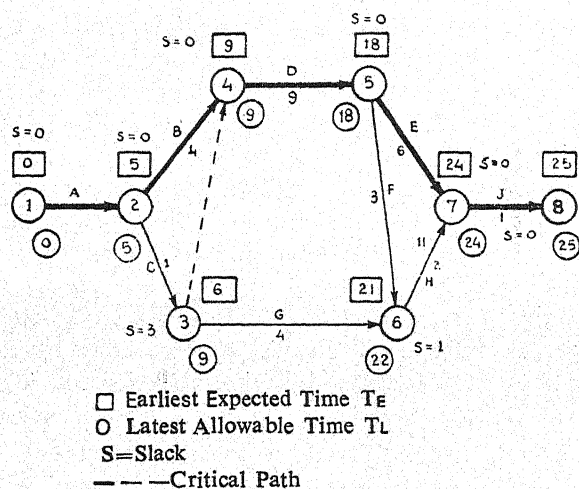 S=0
S=0 9 18
4 D 5
9
9 18
S=0 S=0 B 4 E 6
0 5 24 S=0 25
1 A 2 3 F 7 J 8
1
0 5 11 24 S=0 25
C 1 2
H
6 21
3 G 6
S=3 4 S=1
9 22
□ Earliest Expected Time TE
○ Latest Allowable Time TL
S=Slack
— — —Critical Path